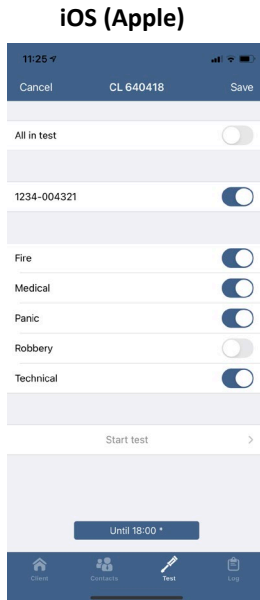 iOS (Apple)
11:25
Cancel CL 640418 Save
All in test
1234-004321
Fire
Medical
Panic
Robbery
Technical
Start test
Until 18:00 *
Client Contacts Test Log